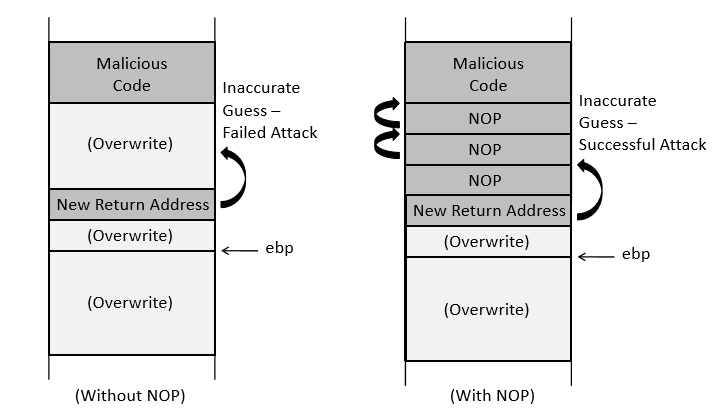 Malicious
Code
(Overwrite)
Inaccurate
Guess –
Failed Attack
New Return Address
(Overwrite)
ebp
(Overwrite)
(Without NOP)
Malicious
Code
NOP
NOP
NOP
Inaccurate
Guess –
Successful Attack
New Return Address
(Overwrite)
ebp
(Overwrite)
(With NOP)